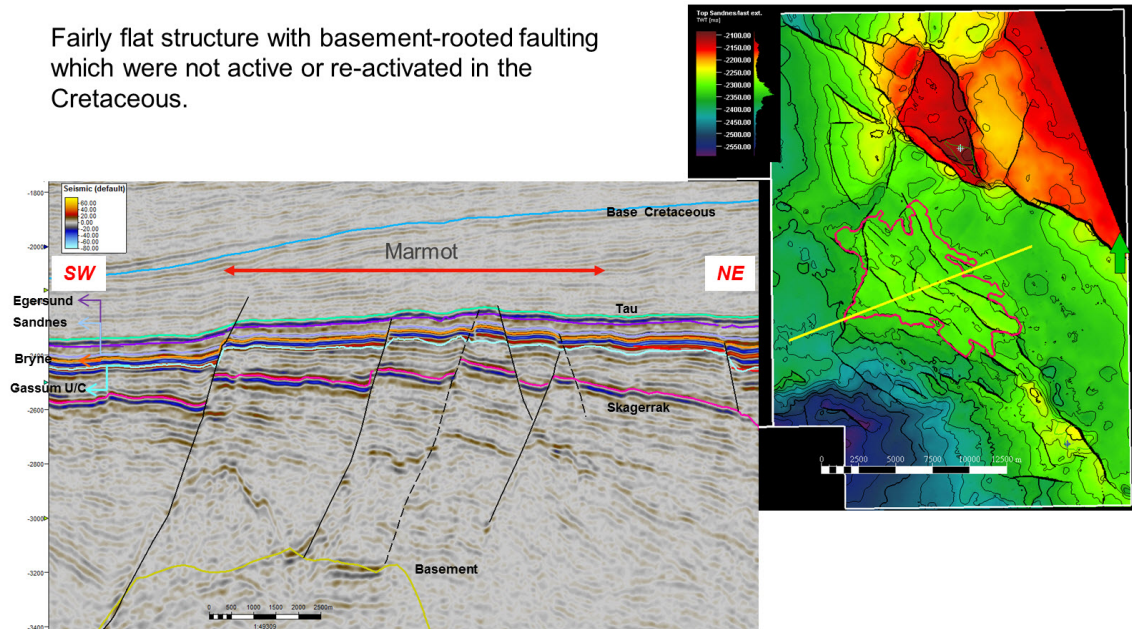 Fairly flat structure with basement-rooted faulting
which were not active or re-activated in the
Cretaceous.
Top Sandnes/last ext.
TWT [ms]
-2100.00
-2150.00
-2200.00
-2250.00
-2300.00
-2350.00
-2400.00
-2450.00
-2500.00
-2550.00
0 2500 5000 7500 10000 12500 m
Seismic (default)
60.00
40.00
20.00
0.00
-20.00
-40.00
-60.00
-80.00
-1800
-2000
-2400
-2600
-2800
-3000
-3200
-3400
Base Cretaceous
Marmot
SW
NE
Egersund
Sandnes
Bryne
Gassum U/C
Tau
Skagerrak
Basement
0 500 1000 1500 2000 2500m
1:49309